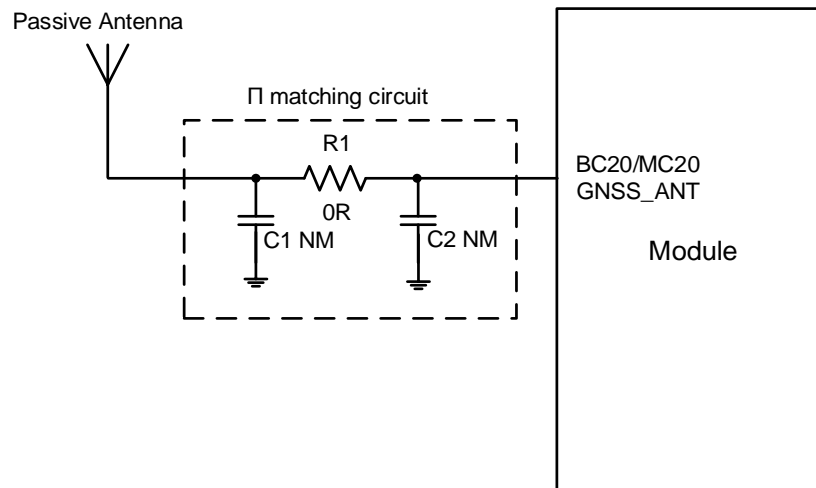 Passive Antenna
Π matching circuit
R1
0R
C1 NM
C2 NM
BC20/MC20
GNSS_ANT
Module